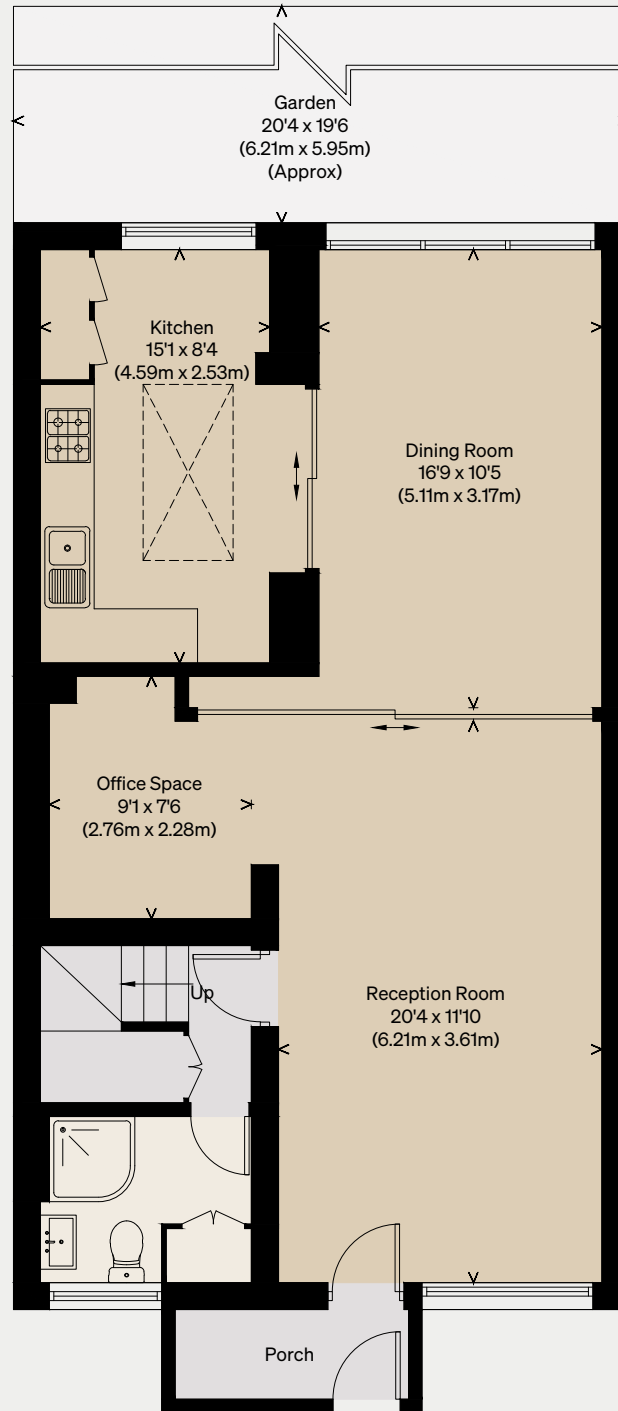 Garden
20'4 x 19'6
(6.21m x 5.95m)
(Approx)
Kitchen
15'1 x 8'4
(4.59m x 2.53m)
Dining Room
16'9 x 10'5
(5.11m x 3.17m)
Office Space
9'1 x 7'6
(2.76m x 2.28m)
Up
Reception Room
20'4 x 11'10
(6.21m x 3.61m)
Porch